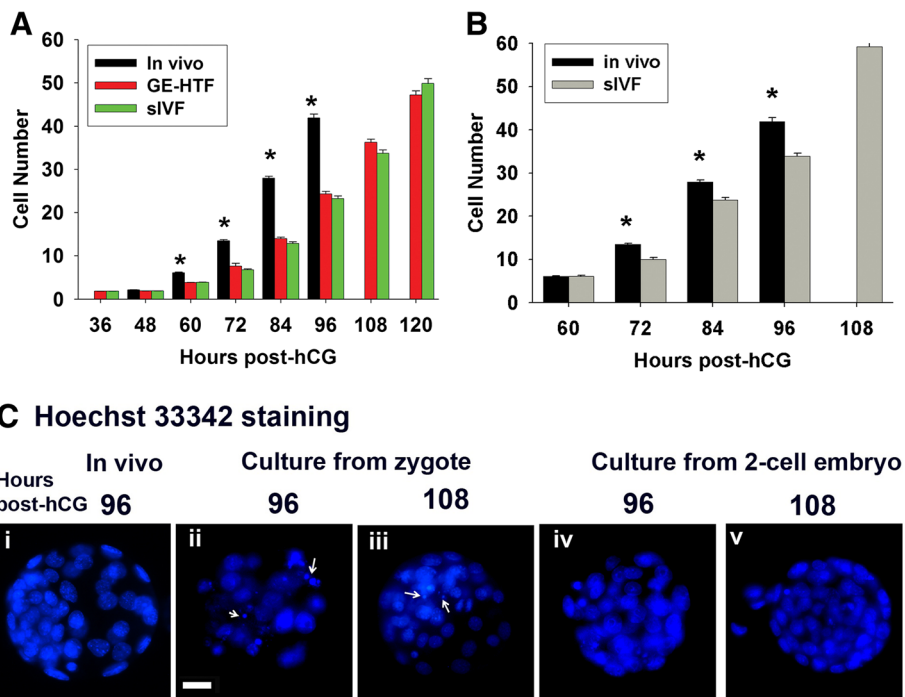 A
60
50
40
30
20
10
0
Cell Number
In vivo
GE-HTF
sIVF
*
*
*
*
36 48 60 72 84 96 108 120
Hours post-hCG
B
60
50
40
30
20
10
0
Cell Number
in vivo
sIVF
*
*
*
60 72 84 96 108
Hours post-hCG
C Hoechst 33342 staining
In vivo Culture from zygote Culture from 2-cell embryo
Hours
post-hCG 96 96 108 96 108
i ii iii iv v